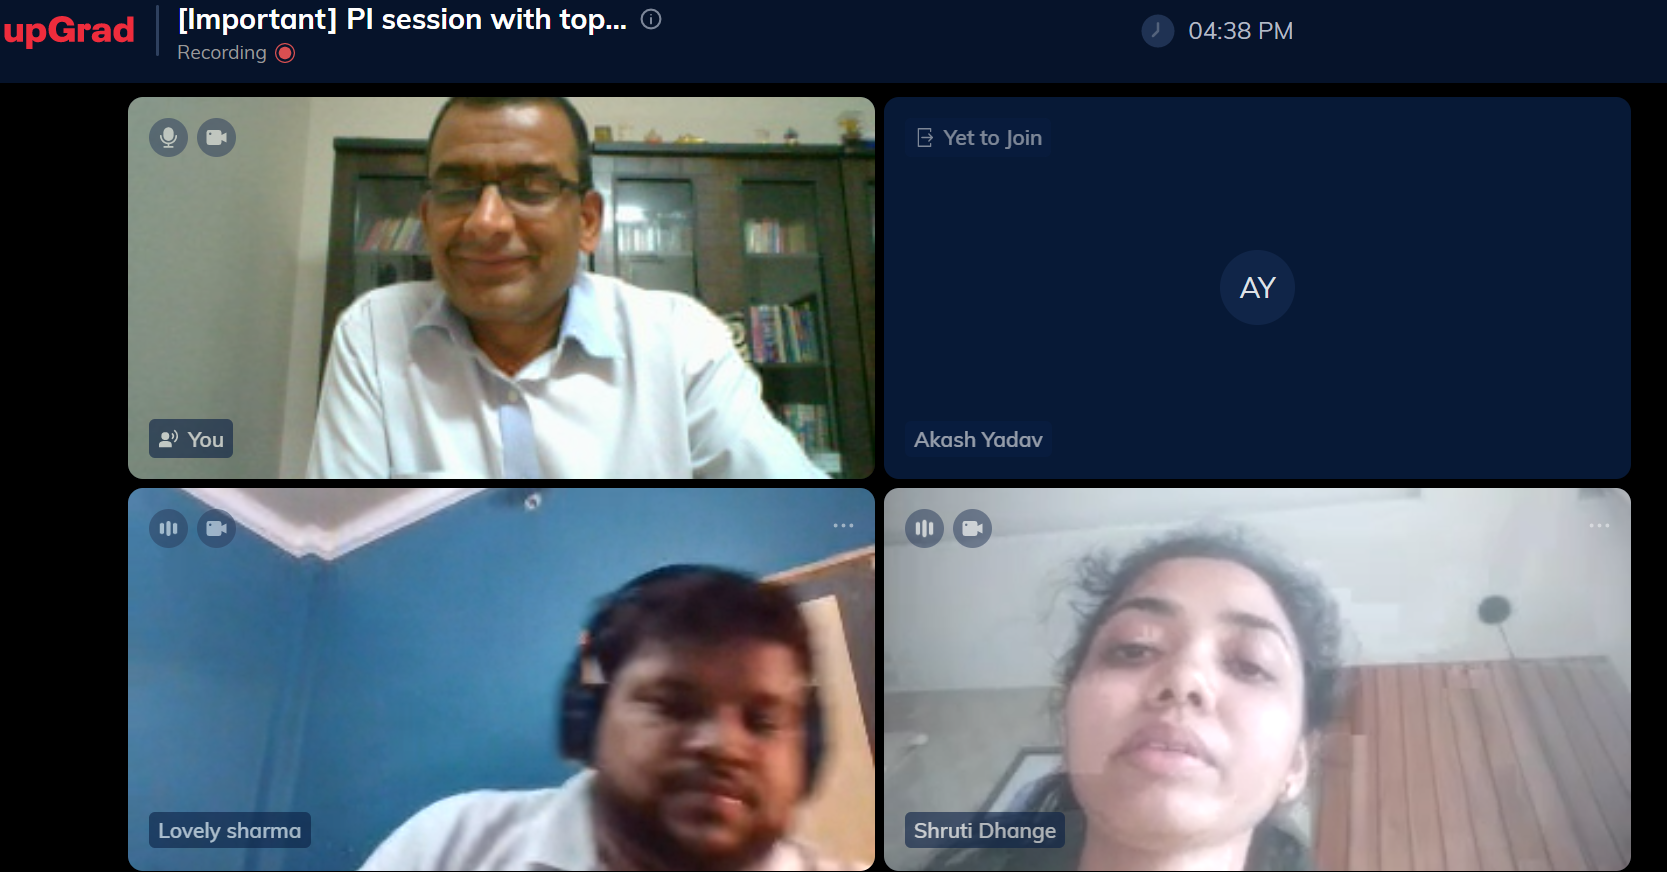 upGrad
[Important] PI session with top...
Recording
04:38 PM
You
Yet to Join
AY
Akash Yadav
Lovely sharma
Shruti Dhange